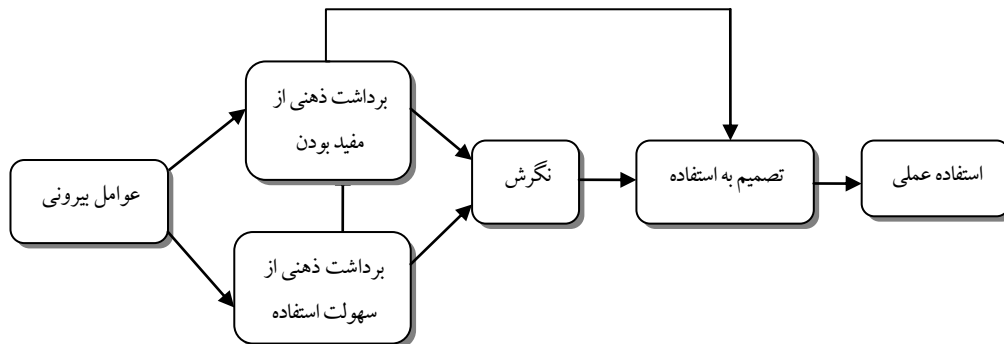 برداشت ذهنی از
مفید بودن
عوامل بیرونی
نگرش
تصمیم به استفاده
استفاده عملی
برداشت ذهنی از
سهولت استفاده